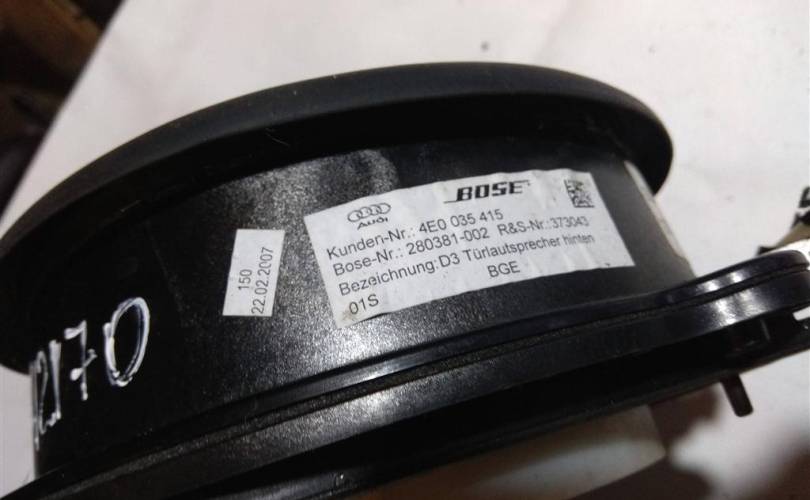 BOSE
Audi
Kunden-Nr.: 4E0 035 415
Bose-Nr.: 280381-002 R&S-Nr.:373043
Bezeichnung:D3 Türlautsprecher hinten
01S BGE
150
22.02.2007
2170